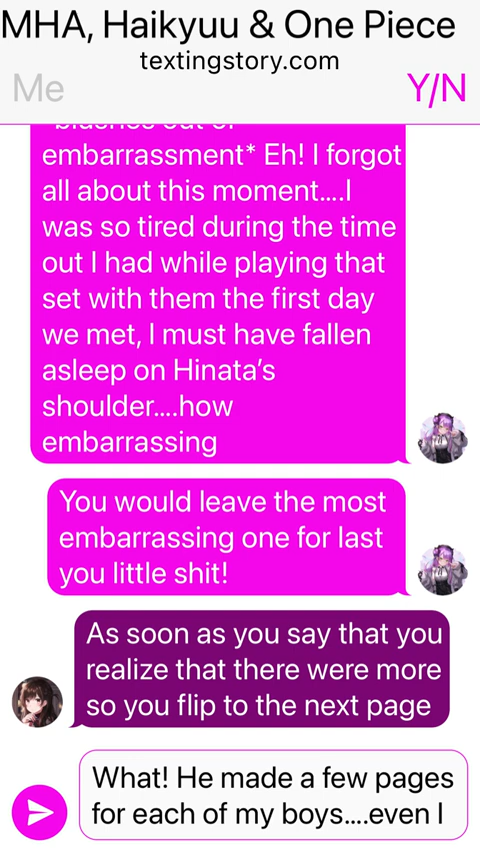 MHA, Haikyuu & One Piece
textingstory.com
Me
Y/N
embarrassment* Eh! I forgot
all about this moment....I
was so tired during the time
out I had while playing that
set with them the first day
we met, I must have fallen
asleep on Hinata's
shoulder....how
embarrassing
You would leave the most
embarrassing one for last
you little shit!
As soon as you say that you
realize that there were more
so you flip to the next page
What! He made a few pages
for each of my boys....even I